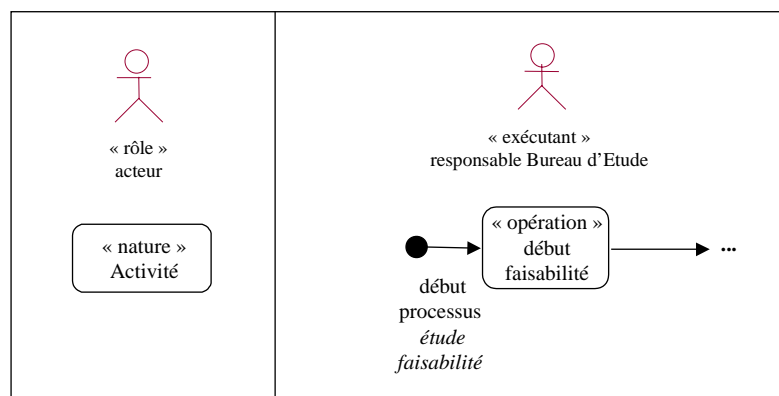 « rôle »
acteur
« nature »
Activité
« exécutant »
responsable Bureau d'Etude
« opération »
début
faisabilité
...
début
processus
étude
faisabilité